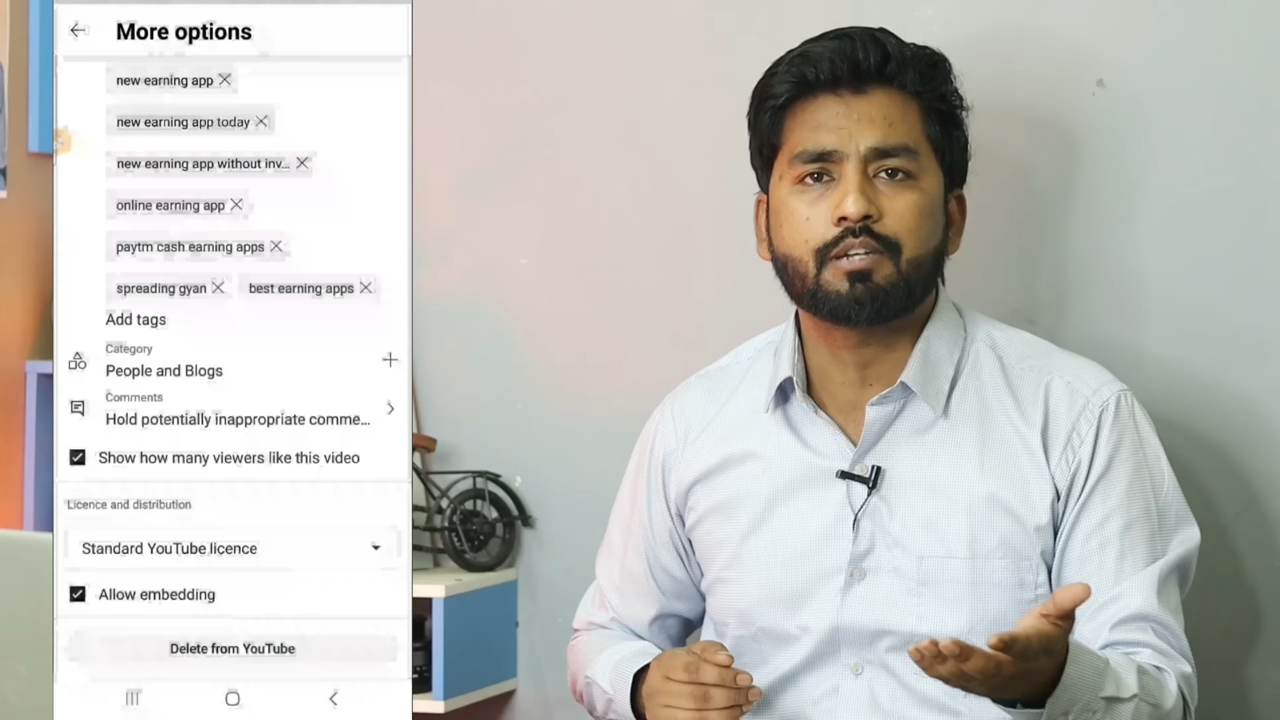 More options
new earning app
new earning app today
new earning app without inv...
online earning app
paytm cash earning apps
spreading gyan best earning apps
Add tags
Category
People and Blogs
Comments
Hold potentially inappropriate comme...
Show how many viewers like this video
Licence and distribution
Standard YouTube licence
Allow embedding
Delete from YouTube